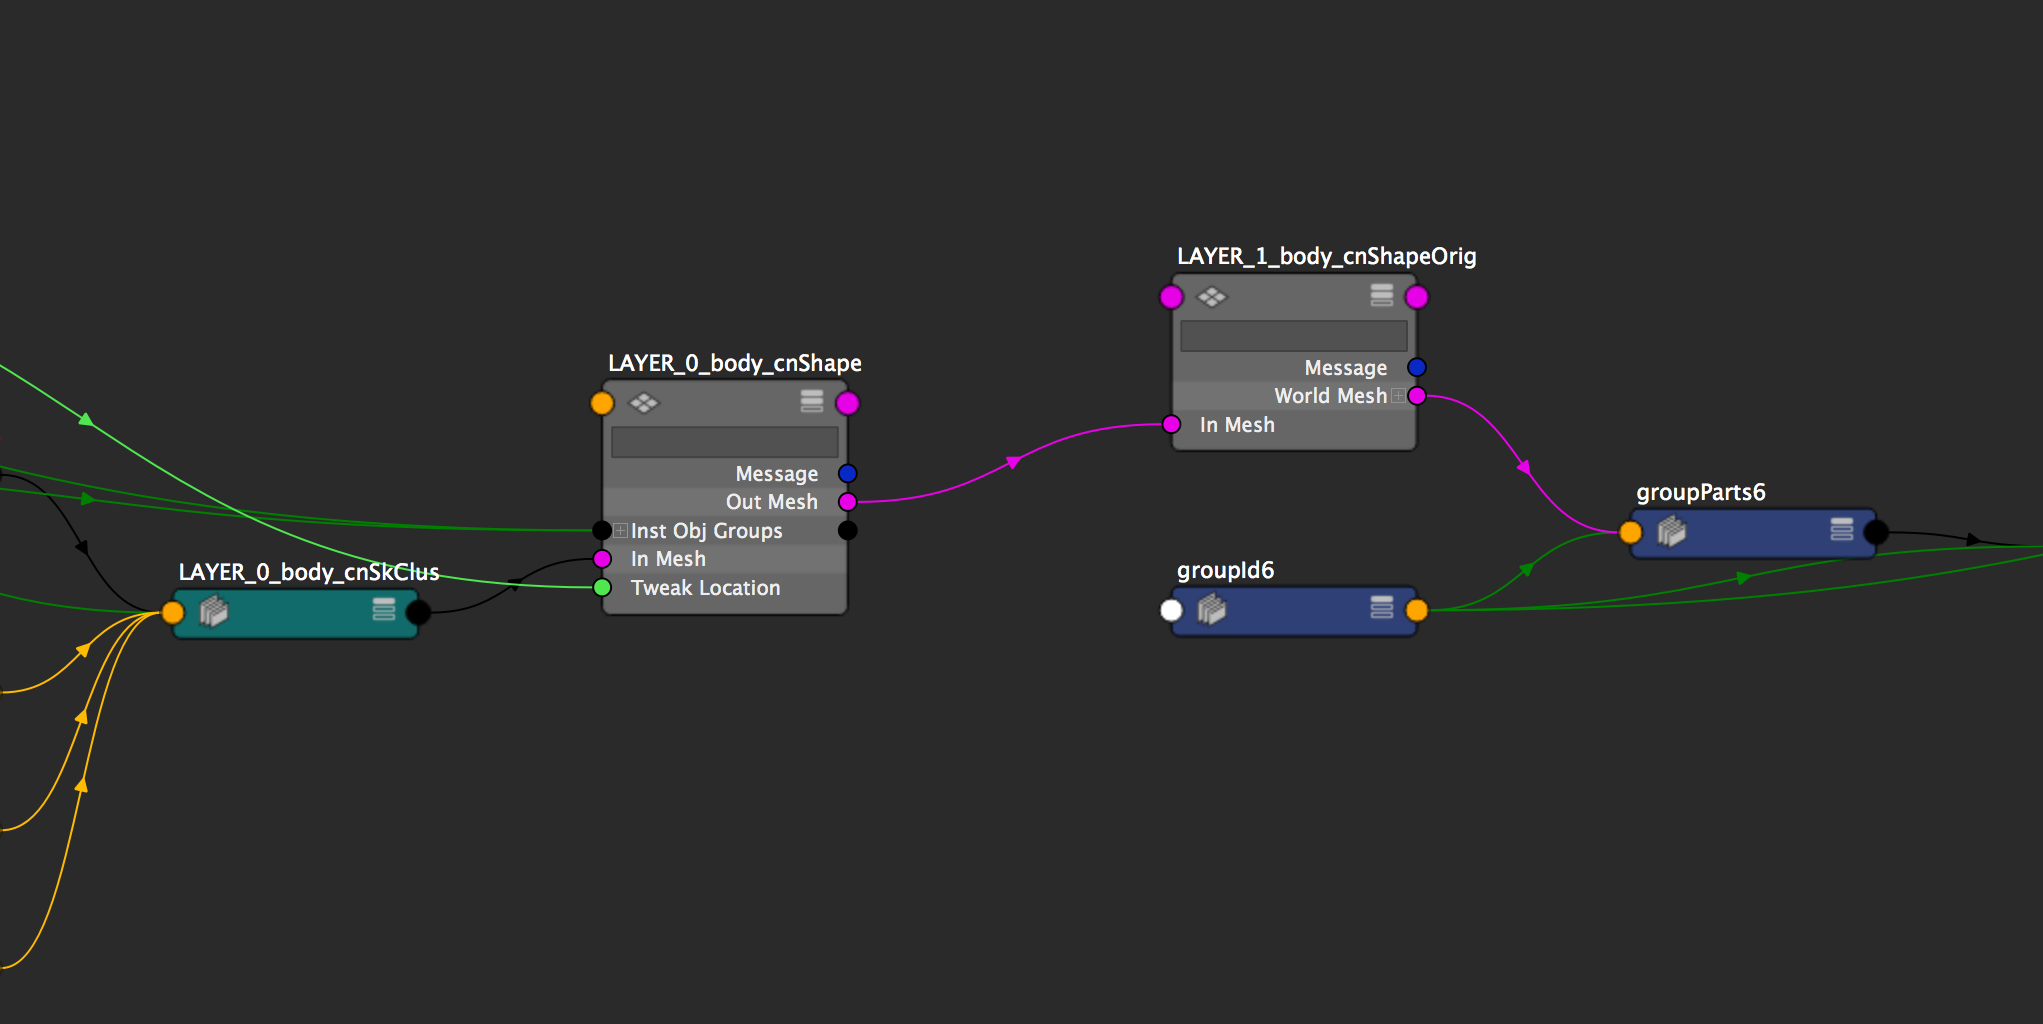 LAYER_1_body_cnShapeOrig
Message
World Mesh
In Mesh
LAYER_0_body_cnShape
Message
Out Mesh
Inst Obj Groups
In Mesh
Tweak Location
LAYER_0_body_cnSkClus
groupParts6
groupId6